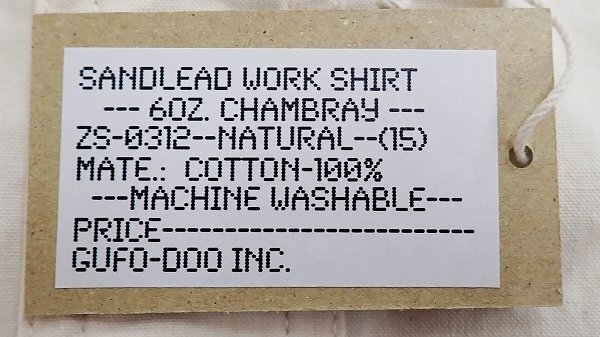 SANDLEAD WORK SHIRT
--- 6OZ. CHAMBRAY ---
ZS-0312--NATURAL--(15)
MATE.: COTTON-100%
---MACHINE WASHABLE---
PRICE-------------------------
GUFO-DOO INC.